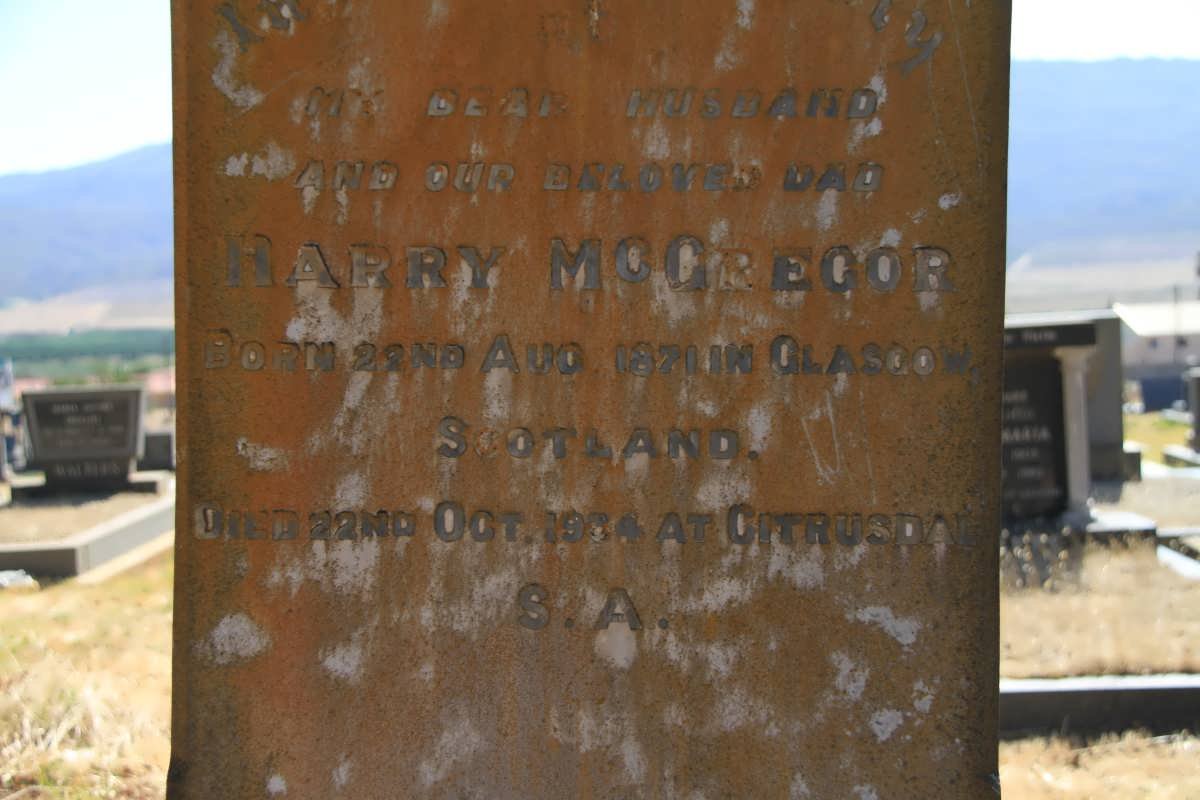 MY DEAR HUSBAND
AND OUR BELOVED DAD
HARRY MCGREGOR
BORN 22ND AUG 1871 IN GLASGOW,
SCOTLAND.
DIED 22ND OCT. 1934 AT CITRUSDAL
S.A.
WALTERS